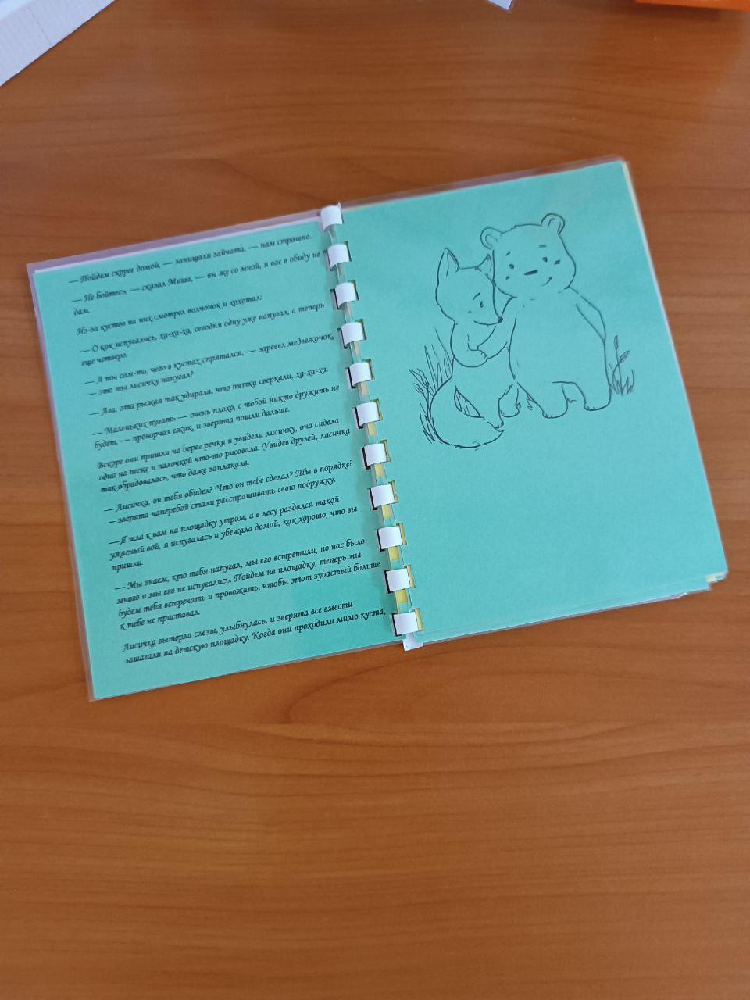 — Пойдем скорее домой, — запищали зайчата, — нам страшно.
— Не бойтесь, — сказал Миша, — вы же со мной, я вас в обиду не
дам.
Из-за кустов на них смотрел волчонок и хохотал:
— О как испугались, ха-ха-ха, сегодня одну уже напугал, а теперь
еще четверо.
— А ты сам-то, чего в кустах спрятался, — заревел медвежонок,
— это ты лисичку напугал?
— Ага, эта рыжая так удирала, что пятки сверкали, ха-ха-ха.
— Маленьких пугать — очень плохо, с тобой никто дружить не
будет, — проворчал ежик, и зверята пошли дальше.
Вскоре они пришли на берег речки и увидели лисичку, она сидела
одна на песке и палочкой что-то рисовала. Увидев друзей, лисичка
так обрадовалась, что даже заплакала.
— Лисичка, он тебя обидел? Что он тебе сделал? Ты в порядке?
— зверята наперебой стали расспрашивать свою подружку.
— Я шла к вам на площадку утром, а в лесу раздался такой
ужасный вой, я испугалась и убежала домой, как хорошо, что вы
пришли.
— Мы знаем, кто тебя напугал, мы его встретили, но нас было
много и мы его не испугались. Пойдем на площадку, теперь мы
будем тебя встречать и провожать, чтобы этот зубастый больше
к тебе не приставал.
Лисичка вытерла слезы, улыбнулась, и зверята все вмести
зашагали на детскую площадку. Когда они проходили мимо куста,